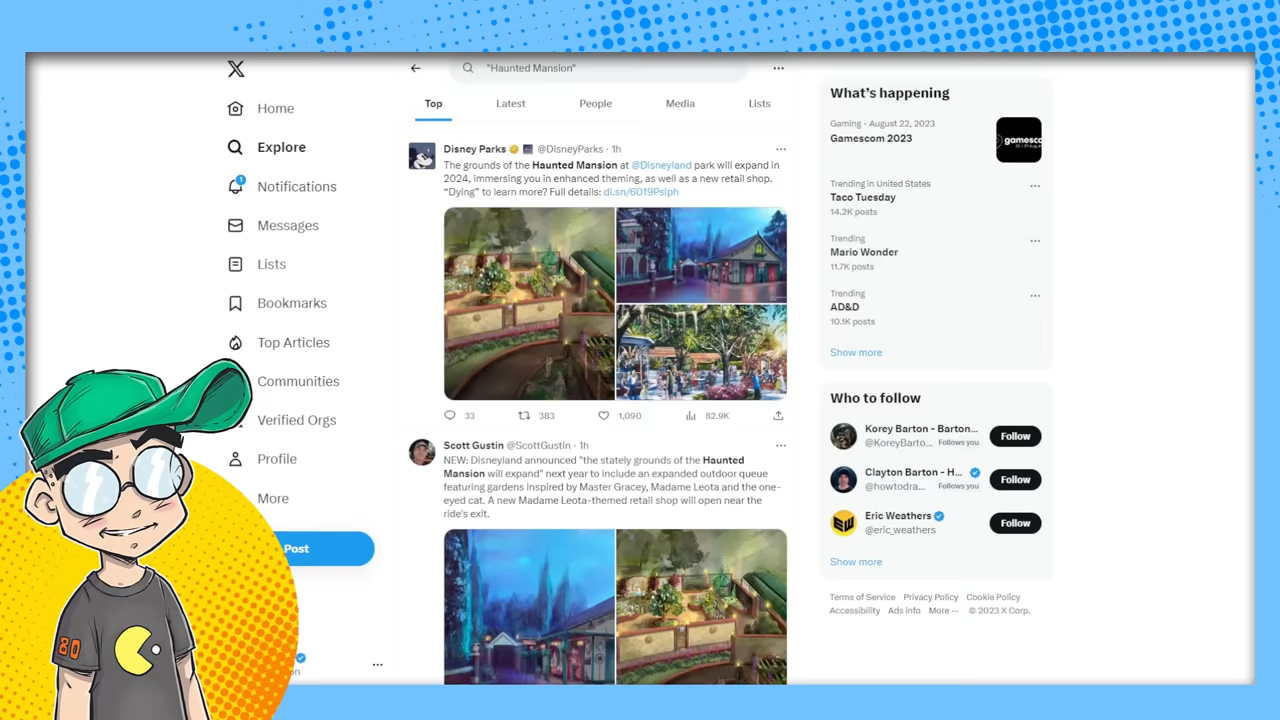 Home
Explore
1
Notifications
Messages
Lists
Bookmarks
Top Articles
Communities
Verified Orgs
Profile
More
Post
80
"Haunted Mansion"
Top Latest People Media Lists
Disney Parks @DisneyParks · 1h
The grounds of the Haunted Mansion at @Disneyland park will expand in
2024, immersing you in enhanced theming, as well as a new retail shop.
“Dying” to learn more? Full details: di.sn/6019Psiph
33 383 1,090 82.9K
Scott Gustin @ScottGustin · 1h
NEW: Disneyland announced "the stately grounds of the Haunted
Mansion will expand" next year to include an expanded outdoor queue
featuring gardens inspired by Master Gracey, Madame Leota and the one-
eyed cat. A new Madame Leota-themed retail shop will open near the
ride's exit.
What’s happening
Gaming · August 22, 2023
Gamescom 2023
gamesco
Trending in United States
Taco Tuesday
14.2K posts
Trending
Mario Wonder
11.7K posts
Trending
AD&D
10.1K posts
Show more
Who to follow
Korey Barton - Barton...
@KoreyBarto... Follows you
Follow
Clayton Barton - H...
@howtodra... Follows you
Follow
Eric Weathers
@eric_weathers
Follow
EW
Show more
Terms of Service Privacy Policy Cookie Policy
Accessibility Ads info More ··· © 2023 X Corp.